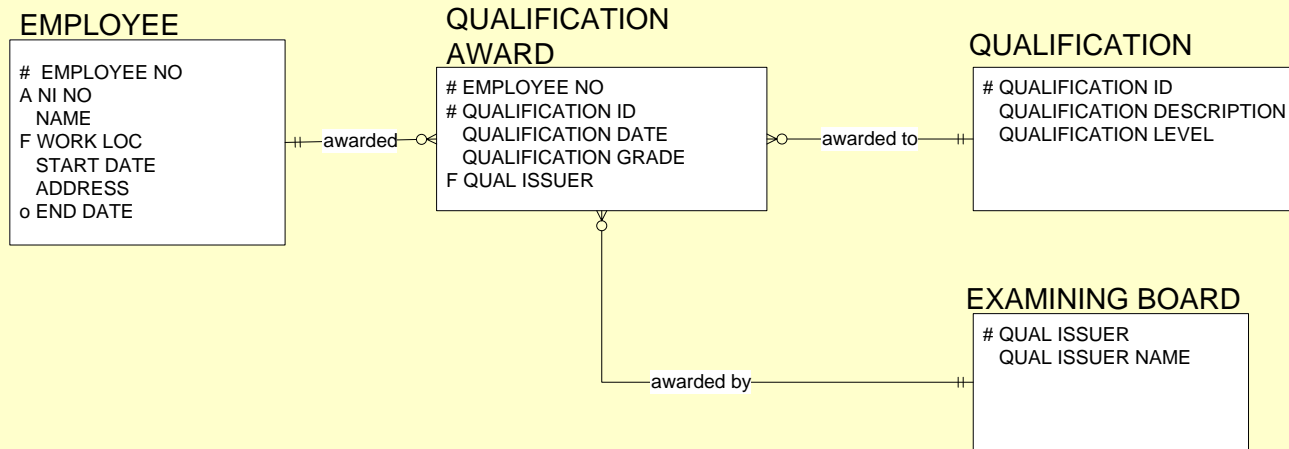 EMPLOYEE
# EMPLOYEE NO
A NI NO
NAME
F WORK LOC
START DATE
ADDRESS
o END DATE
awarded
QUALIFICATION
AWARD
# EMPLOYEE NO
# QUALIFICATION ID
QUALIFICATION DATE
QUALIFICATION GRADE
F QUAL ISSUER
awarded to
QUALIFICATION
# QUALIFICATION ID
QUALIFICATION DESCRIPTION
QUALIFICATION LEVEL
awarded by
EXAMINING BOARD
# QUAL ISSUER
QUAL ISSUER NAME